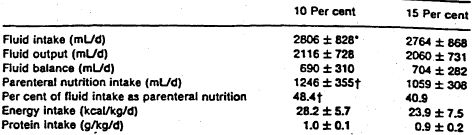 10 Per cent 15 Per cent
Fluid intake (mL/d) 2806 ± 828* 2764 ± 868
Fluid output (mL/d) 2116 ± 728 2060 ± 731
Fluid balance (mL/d) 690 ± 310 704 ± 282
Parenteral nutrition intake (mL/d) 1246 ± 355† 1059 ± 308
Per cent of fluid intake as parenteral nutrition 48.4† 40.9
Energy intake (kcal/kg/d) 28.2 ± 5.7 23.9 ± 7.5
Protein intake (g/kg/d) 1.0 ± 0.1 0.9 ± 0.2